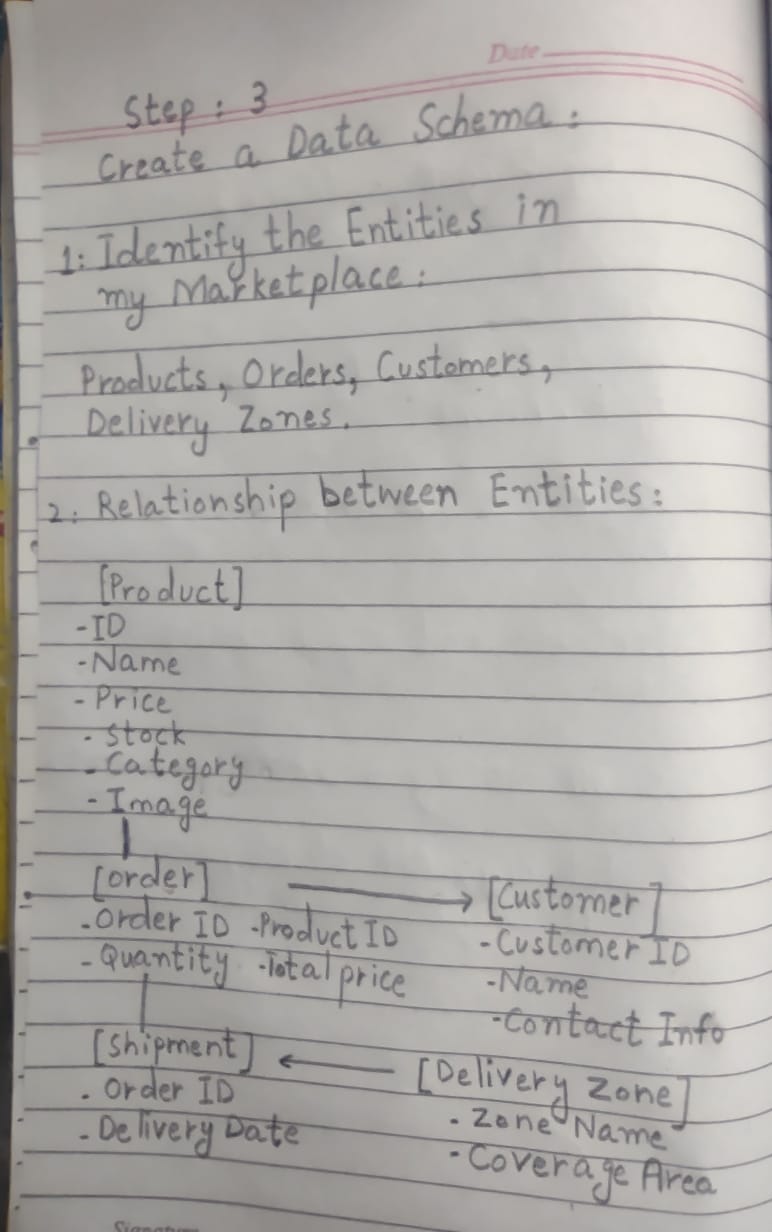 Date
Step : 3
Create a Data Schema :
1: Identify the Entities in
my Marketplace :
Products, Orders, Customers,
Delivery Zones.
2: Relationship between Entities :
[Product]
-ID
-Name
- Price
- Stock
- Category
- Image
[order] → [Customer]
-Order ID -Product ID
- Quantity -Total price
-Customer ID
-Name
-Contact Info
[Shipment] ← [Delivery Zone]
- Order ID
- Delivery Date
- Zone Name
- Coverage Area